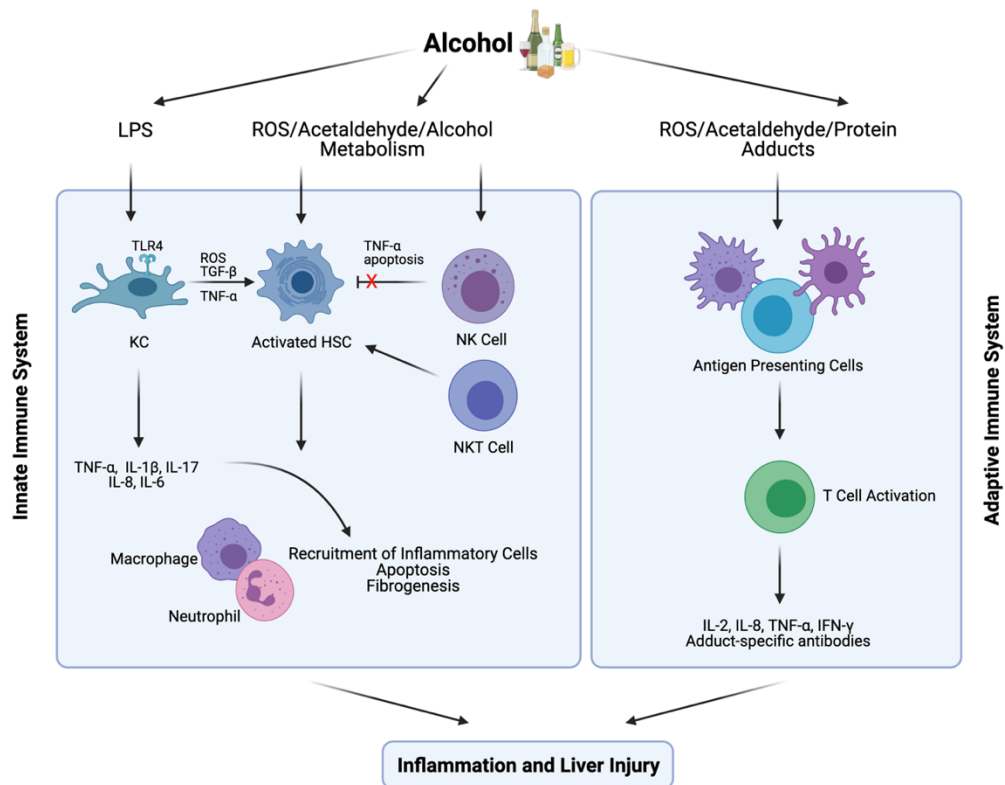 Alcohol
LPS
ROS/Acetaldehyde/Alcohol
Metabolism
ROS/Acetaldehyde/Protein
Adducts
Innate Immune System
TLR4
ROS
TGF-β
TNF-α
KC
Activated HSC
TNF-α
apoptosis
X
NK Cell
NKT Cell
TNF-α, IL-1β, IL-17
IL-8, IL-6
Macrophage
Neutrophil
Recruitment of Inflammatory Cells
Apoptosis
Fibrogenesis
Antigen Presenting Cells
T Cell Activation
IL-2, IL-8, TNF-α, IFN-γ
Adduct-specific antibodies
Adaptive Immune System
Inflammation and Liver Injury